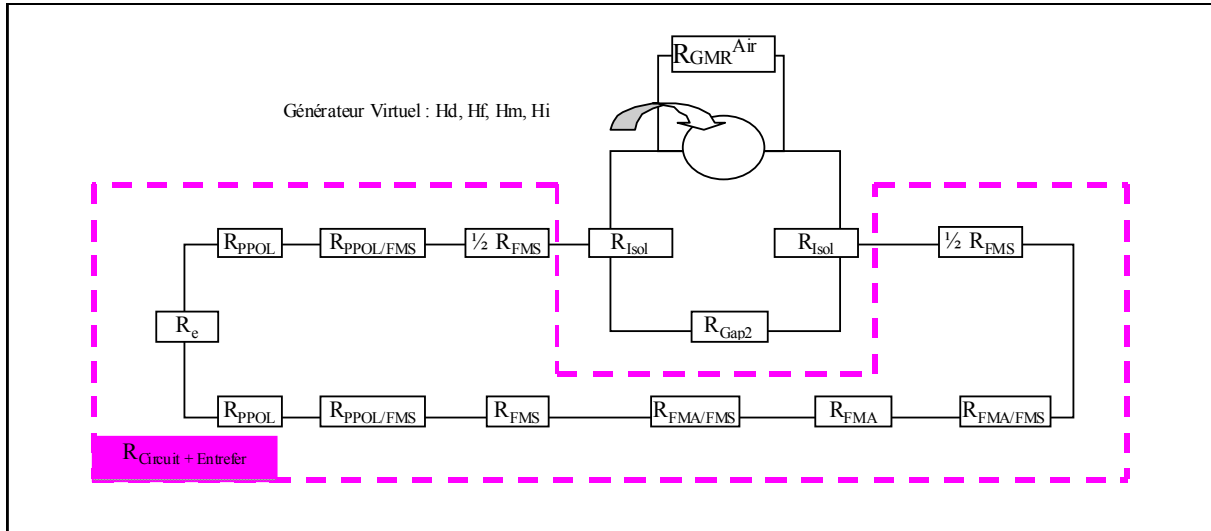 R_GMR^Air
Générateur Virtuel : Hd, Hf, Hm, Hi
R_PPOL
R_PPOL/FMS
½ R_FMS
R_Isol
R_Isol
½ R_FMS
R_e
R_Gap2
R_PPOL
R_PPOL/FMS
R_FMS
R_FMA/FMS
R_FMA
R_FMA/FMS
R_Circuit + Entrefer